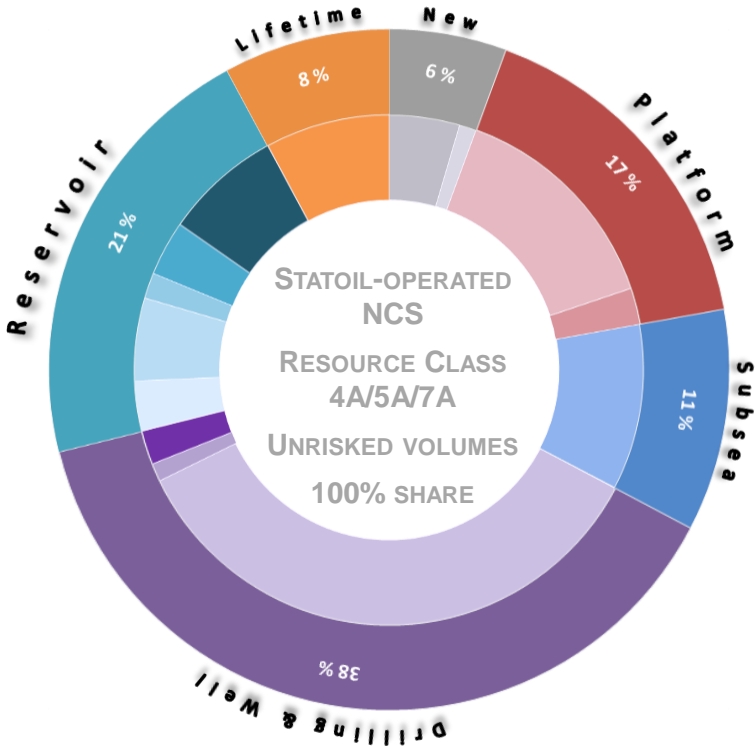 Lifetime
8 %
New
6 %
Platform
17 %
Subsea
11 %
Drilling & Well
38 %
Reservoir
21 %
STATOIL-OPERATED
NCS
RESOURCE CLASS
4A/5A/7A
UNRISKED VOLUMES
100% SHARE